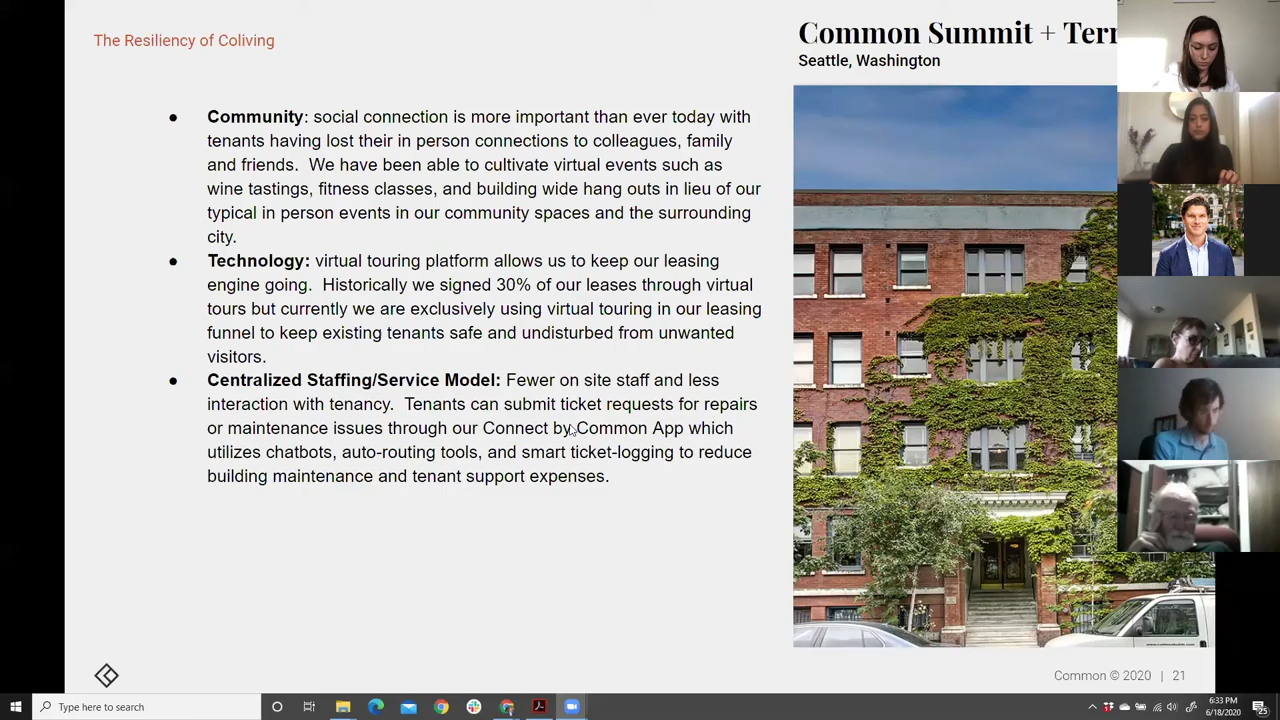 The Resiliency of Coliving
Common Summit + Terr
Seattle, Washington
● Community: social connection is more important than ever today with
tenants having lost their in person connections to colleagues, family
and friends. We have been able to cultivate virtual events such as
wine tastings, fitness classes, and building wide hang outs in lieu of our
typical in person events in our community spaces and the surrounding
city.
● Technology: virtual touring platform allows us to keep our leasing
engine going. Historically we signed 30% of our leases through virtual
tours but currently we are exclusively using virtual touring in our leasing
funnel to keep existing tenants safe and undisturbed from unwanted
visitors.
● Centralized Staffing/Service Model: Fewer on site staff and less
interaction with tenancy. Tenants can submit ticket requests for repairs
or maintenance issues through our Connect by Common App which
utilizes chatbots, auto-routing tools, and smart ticket-logging to reduce
building maintenance and tenant support expenses.
Common © 2020 | 21
Type here to search
6:33 PM
6/18/2020
25